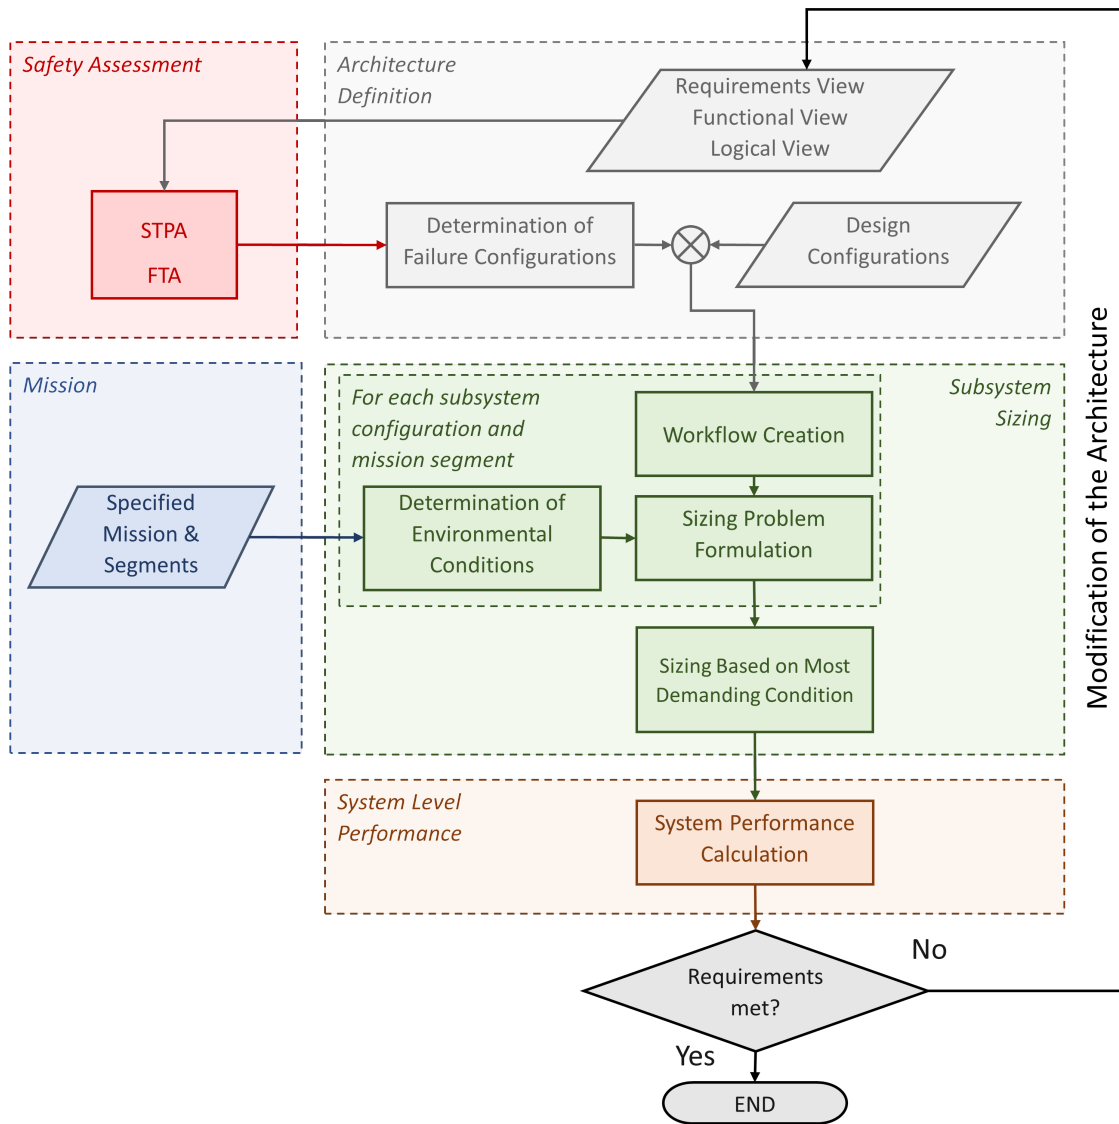 Safety Assessment
Architecture
Definition
Requirements View
Functional View
Logical View
STPA
FTA
Determination of
Failure Configurations
Design
Configurations
Mission
Specified
Mission &
Segments
For each subsystem
configuration and
mission segment
Subsystem
Sizing
Workflow Creation
Determination of
Environmental
Conditions
Sizing Problem
Formulation
Sizing Based on Most
Demanding Condition
System Level
Performance
System Performance
Calculation
Requirements
met?
No
Yes
END
Modification of the Architecture